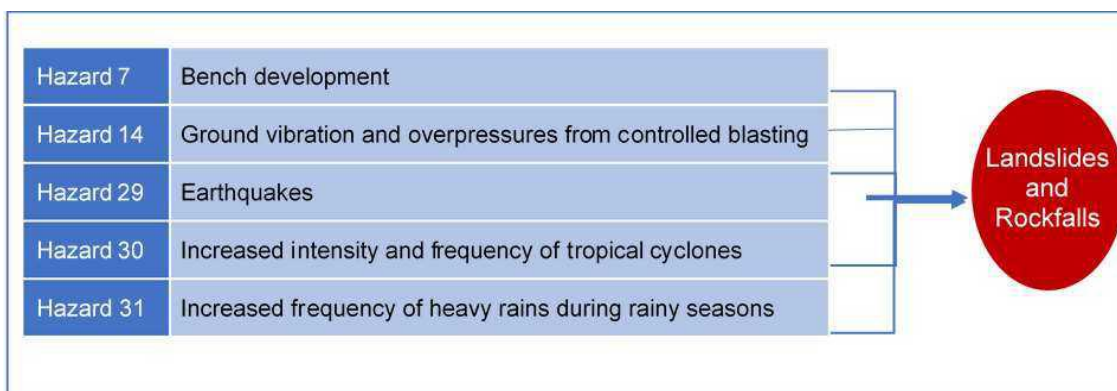 Hazard 7 Bench development
Hazard 14 Ground vibration and overpressures from controlled blasting
Hazard 29 Earthquakes
Hazard 30 Increased intensity and frequency of tropical cyclones
Hazard 31 Increased frequency of heavy rains during rainy seasons
Landslides
and
Rockfalls